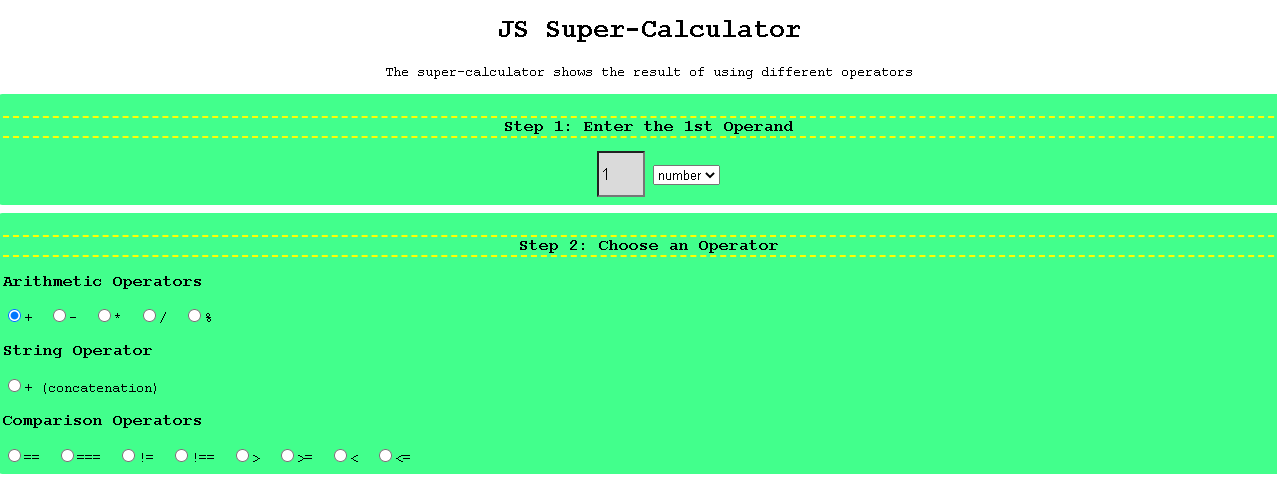 JS Super-Calculator
The super-calculator shows the result of using different operators
Step 1: Enter the 1st Operand
1 number
Step 2: Choose an Operator
Arithmetic Operators
+ - * / %
String Operator
+ (concatenation)
Comparison Operators
== === != !== > >= < <=